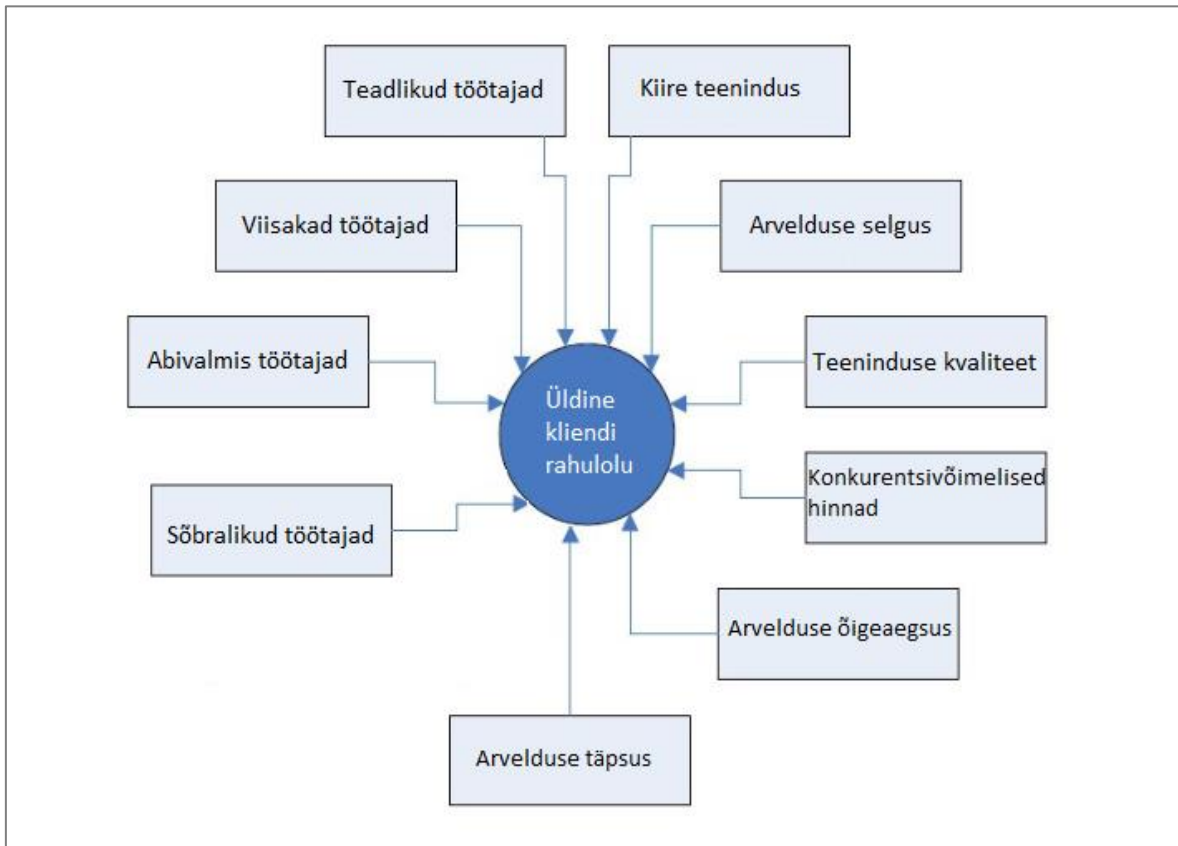 Teadlikud töötajad
Kiire teenindus
Viisakad töötajad
Arvelduse selgus
Abivalmis töötajad
Teeninduse kvaliteet
Üldine
kliendi
rahulolu
Konkurentsivõimelised
hinnad
Sõbralikud töötajad
Arvelduse õigeaegsus
Arvelduse täpsus